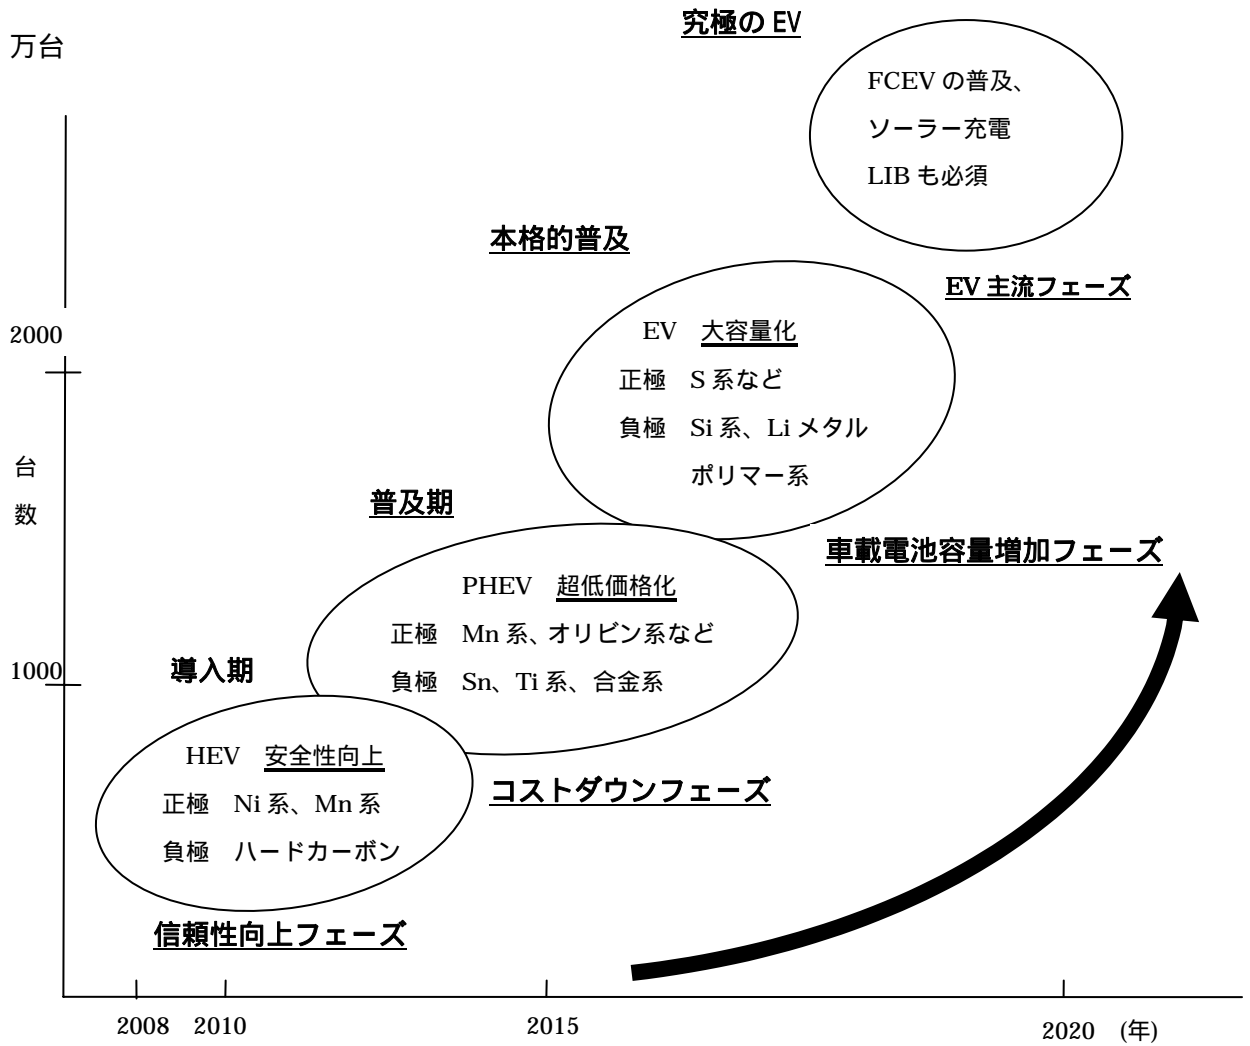 究極の EV
万台
FCEV の普及、
ソーラー充電
LIB も必須
本格的普及
EV 主流フェーズ
2000
EV 大容量化
正極 S 系など
負極 Si 系、Li メタル
ポリマー系
台
数
普及期
車載電池容量増加フェーズ
PHEV 超低価格化
正極 Mn 系、オリビン系など
負極 Sn、Ti 系、合金系
1000
導入期
HEV 安全性向上
正極 Ni 系、Mn 系
負極 ハードカーボン
コストダウンフェーズ
信頼性向上フェーズ
2008 2010 2015 2020 (年)